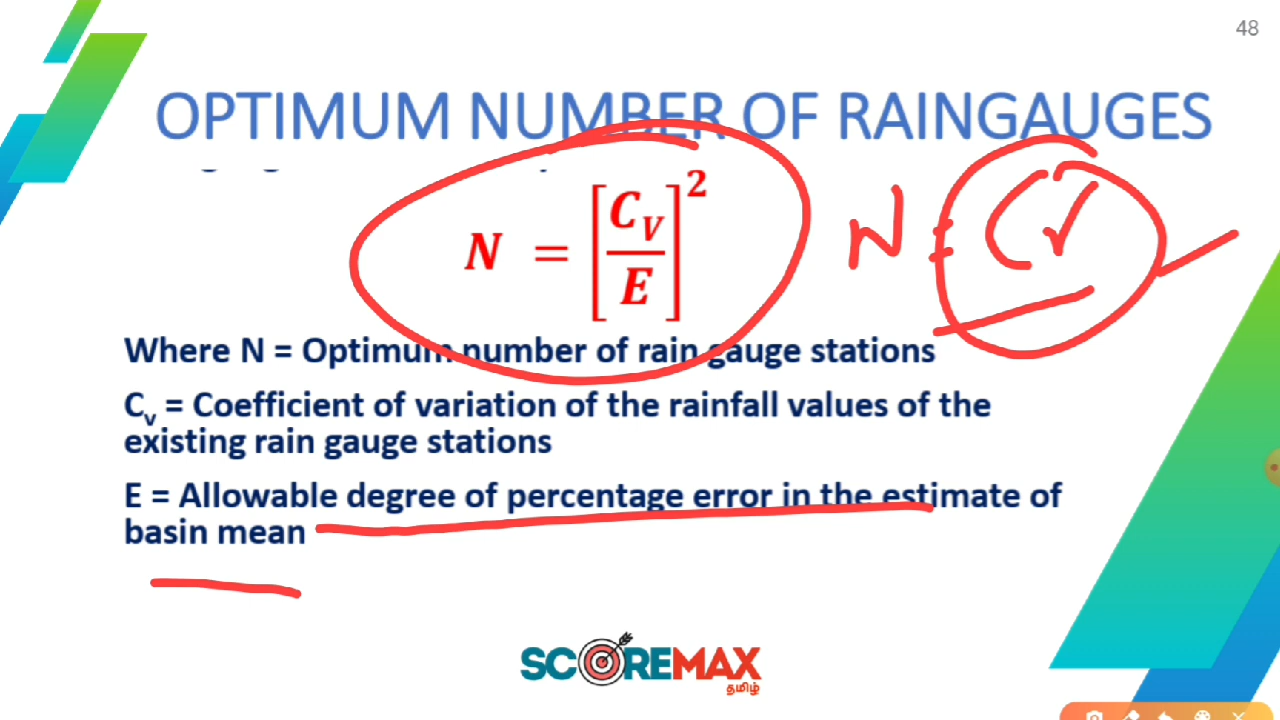 48
OPTIMUM NUMBER OF RAINGAUGES
N = [C_V / E]^2
N = Cv
Where N = Optimum number of rain gauge stations
C_v = Coefficient of variation of the rainfall values of the
existing rain gauge stations
E = Allowable degree of percentage error in the estimate of
basin mean
SCOREMAX
தமிழ்